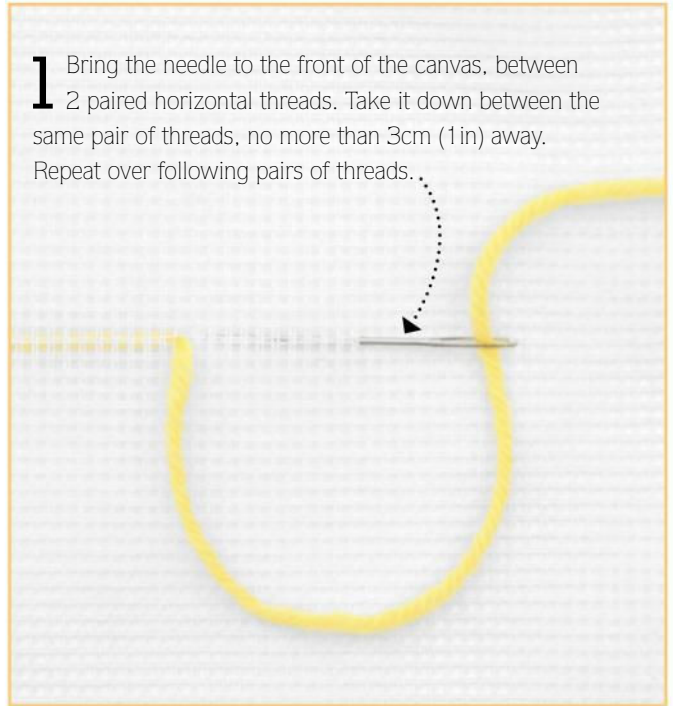 1 Bring the needle to the front of the canvas, between
2 paired horizontal threads. Take it down between the
same pair of threads, no more than 3cm (1in) away.
Repeat over following pairs of threads.